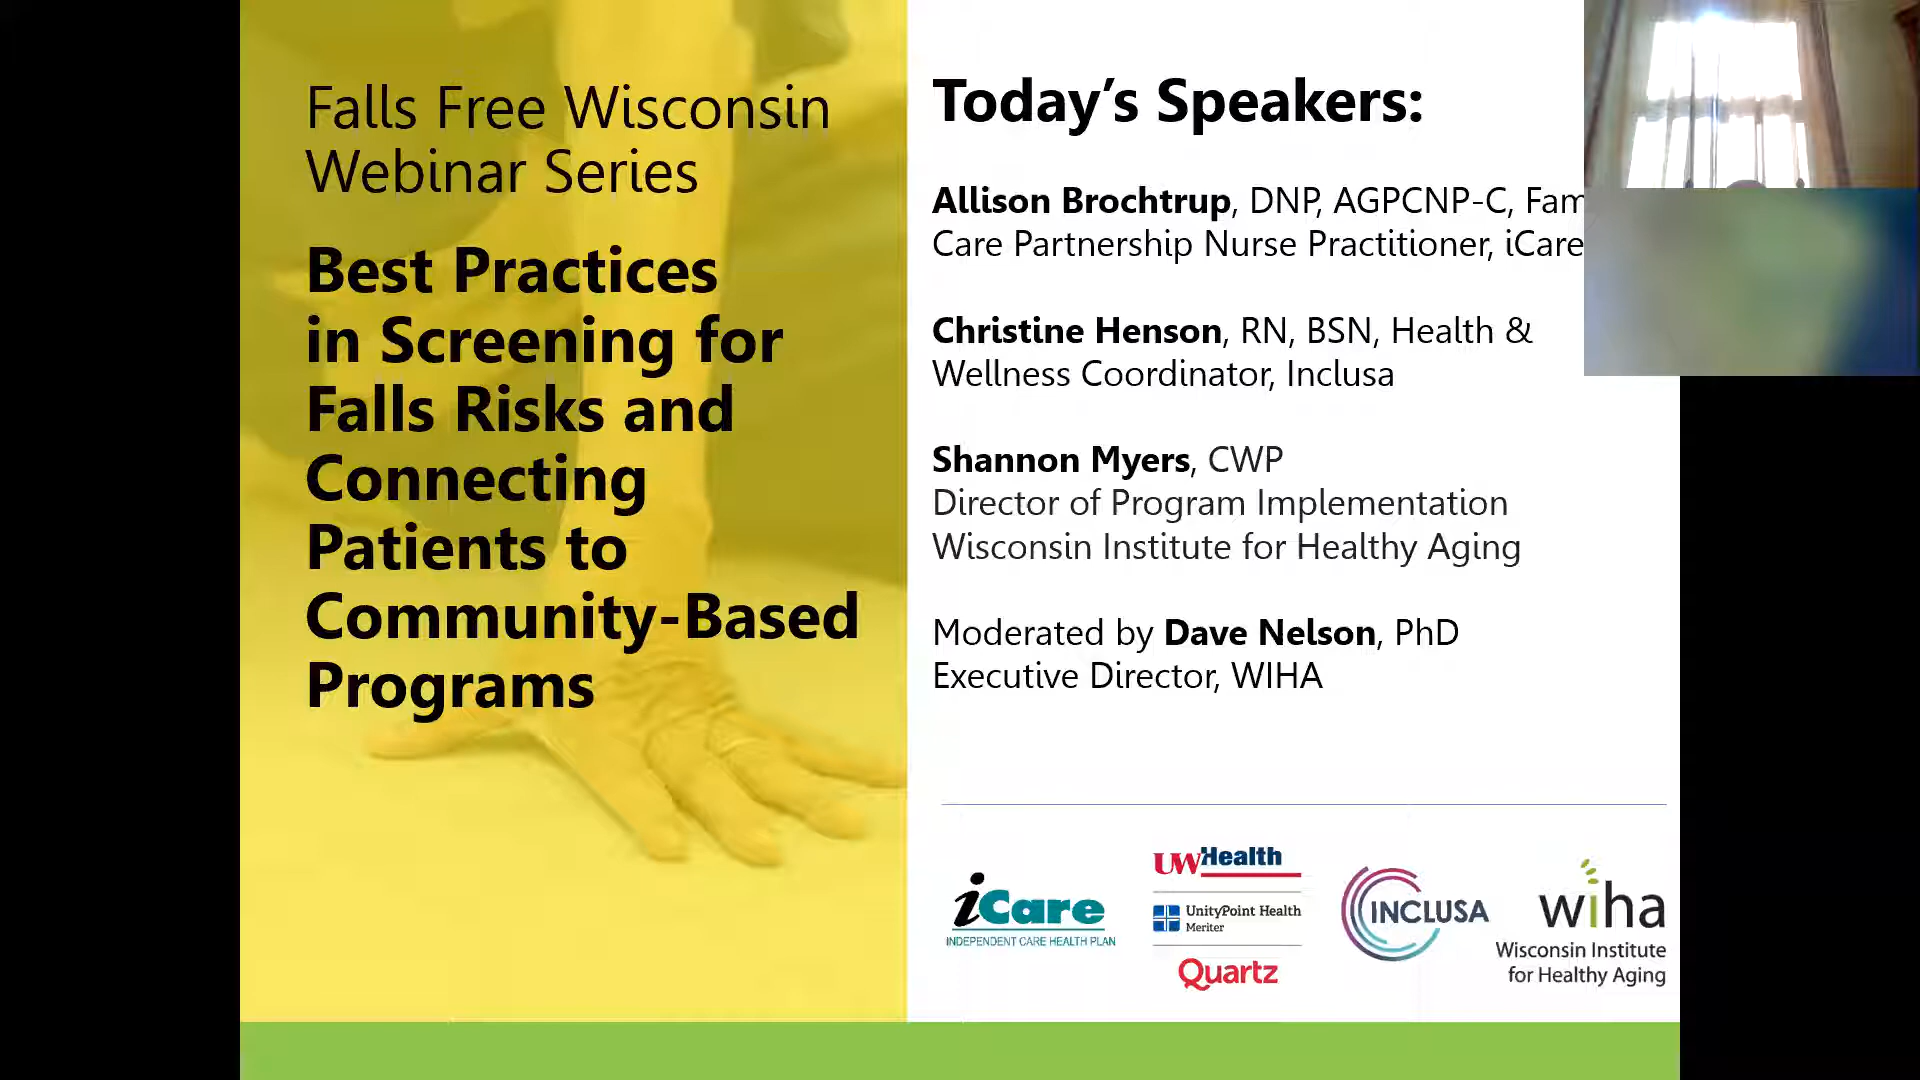 Falls Free Wisconsin
Webinar Series
Best Practices
in Screening for
Falls Risks and
Connecting
Patients to
Community-Based
Programs
Today's Speakers:
Allison Brochtrup, DNP, AGPCNP-C, Fam
Care Partnership Nurse Practitioner, iCare
Christine Henson, RN, BSN, Health &
Wellness Coordinator, Inclusa
Shannon Myers, CWP
Director of Program Implementation
Wisconsin Institute for Healthy Aging
Moderated by Dave Nelson, PhD
Executive Director, WIHA
iCare
INDEPENDENT CARE HEALTH PLAN
UWHealth
UnityPoint Health
Meriter
Quartz
INCLUSA
wiha
Wisconsin Institute
for Healthy Aging